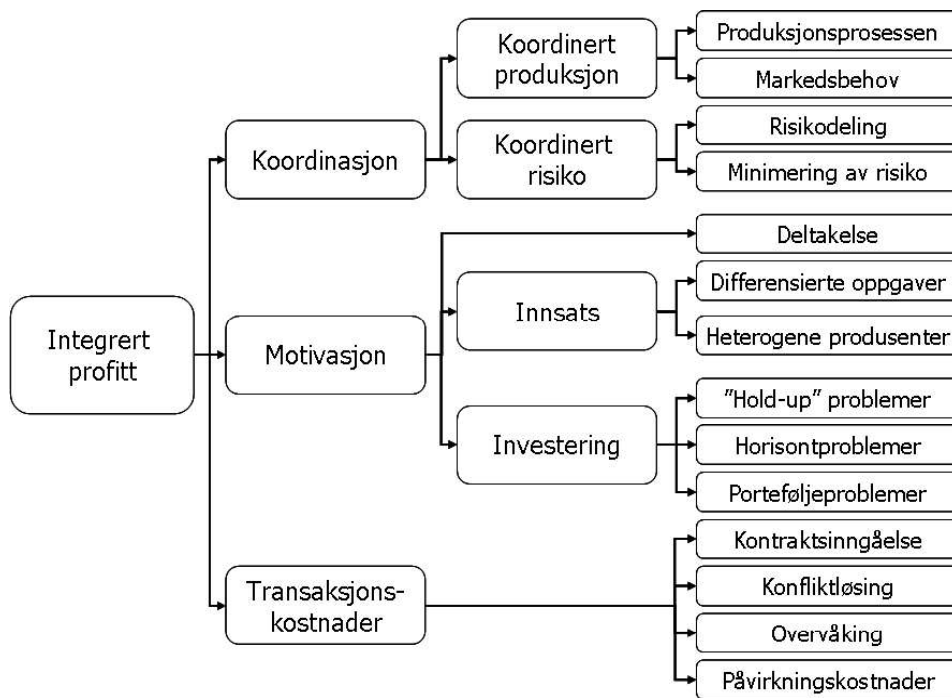 Integrert
profitt
Koordinasjon
Koordinert
produksjon
Produksjonsprosessen
Markedsbehov
Koordinert
risiko
Risikodeling
Minimering av risiko
Motivasjon
Deltakelse
Innsats
Differensierte oppgaver
Heterogene produsenter
Investering
”Hold-up” problemer
Horisontproblemer
Porteføljeproblemer
Transaksjons-
kostnader
Kontraktsinngåelse
Konfliktløsing
Overvåking
Påvirkningskostnader